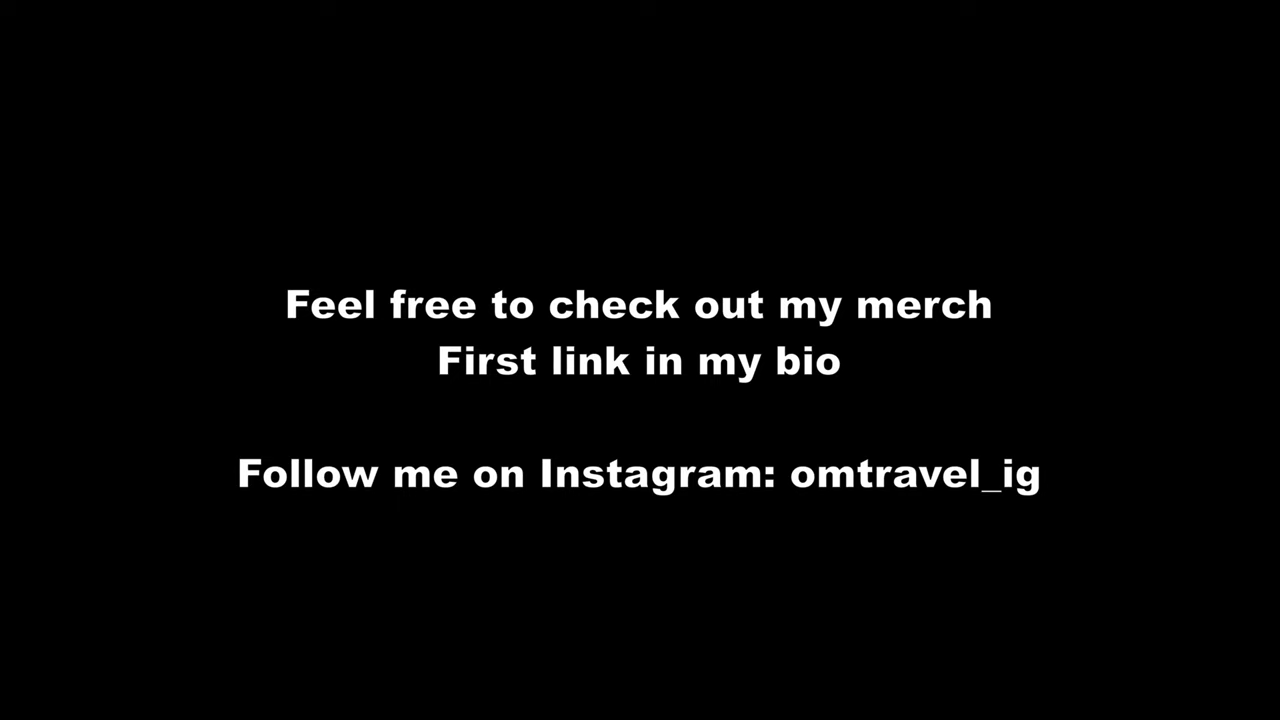 Feel free to check out my merch
First link in my bio
Follow me on Instagram: omtravel_ig